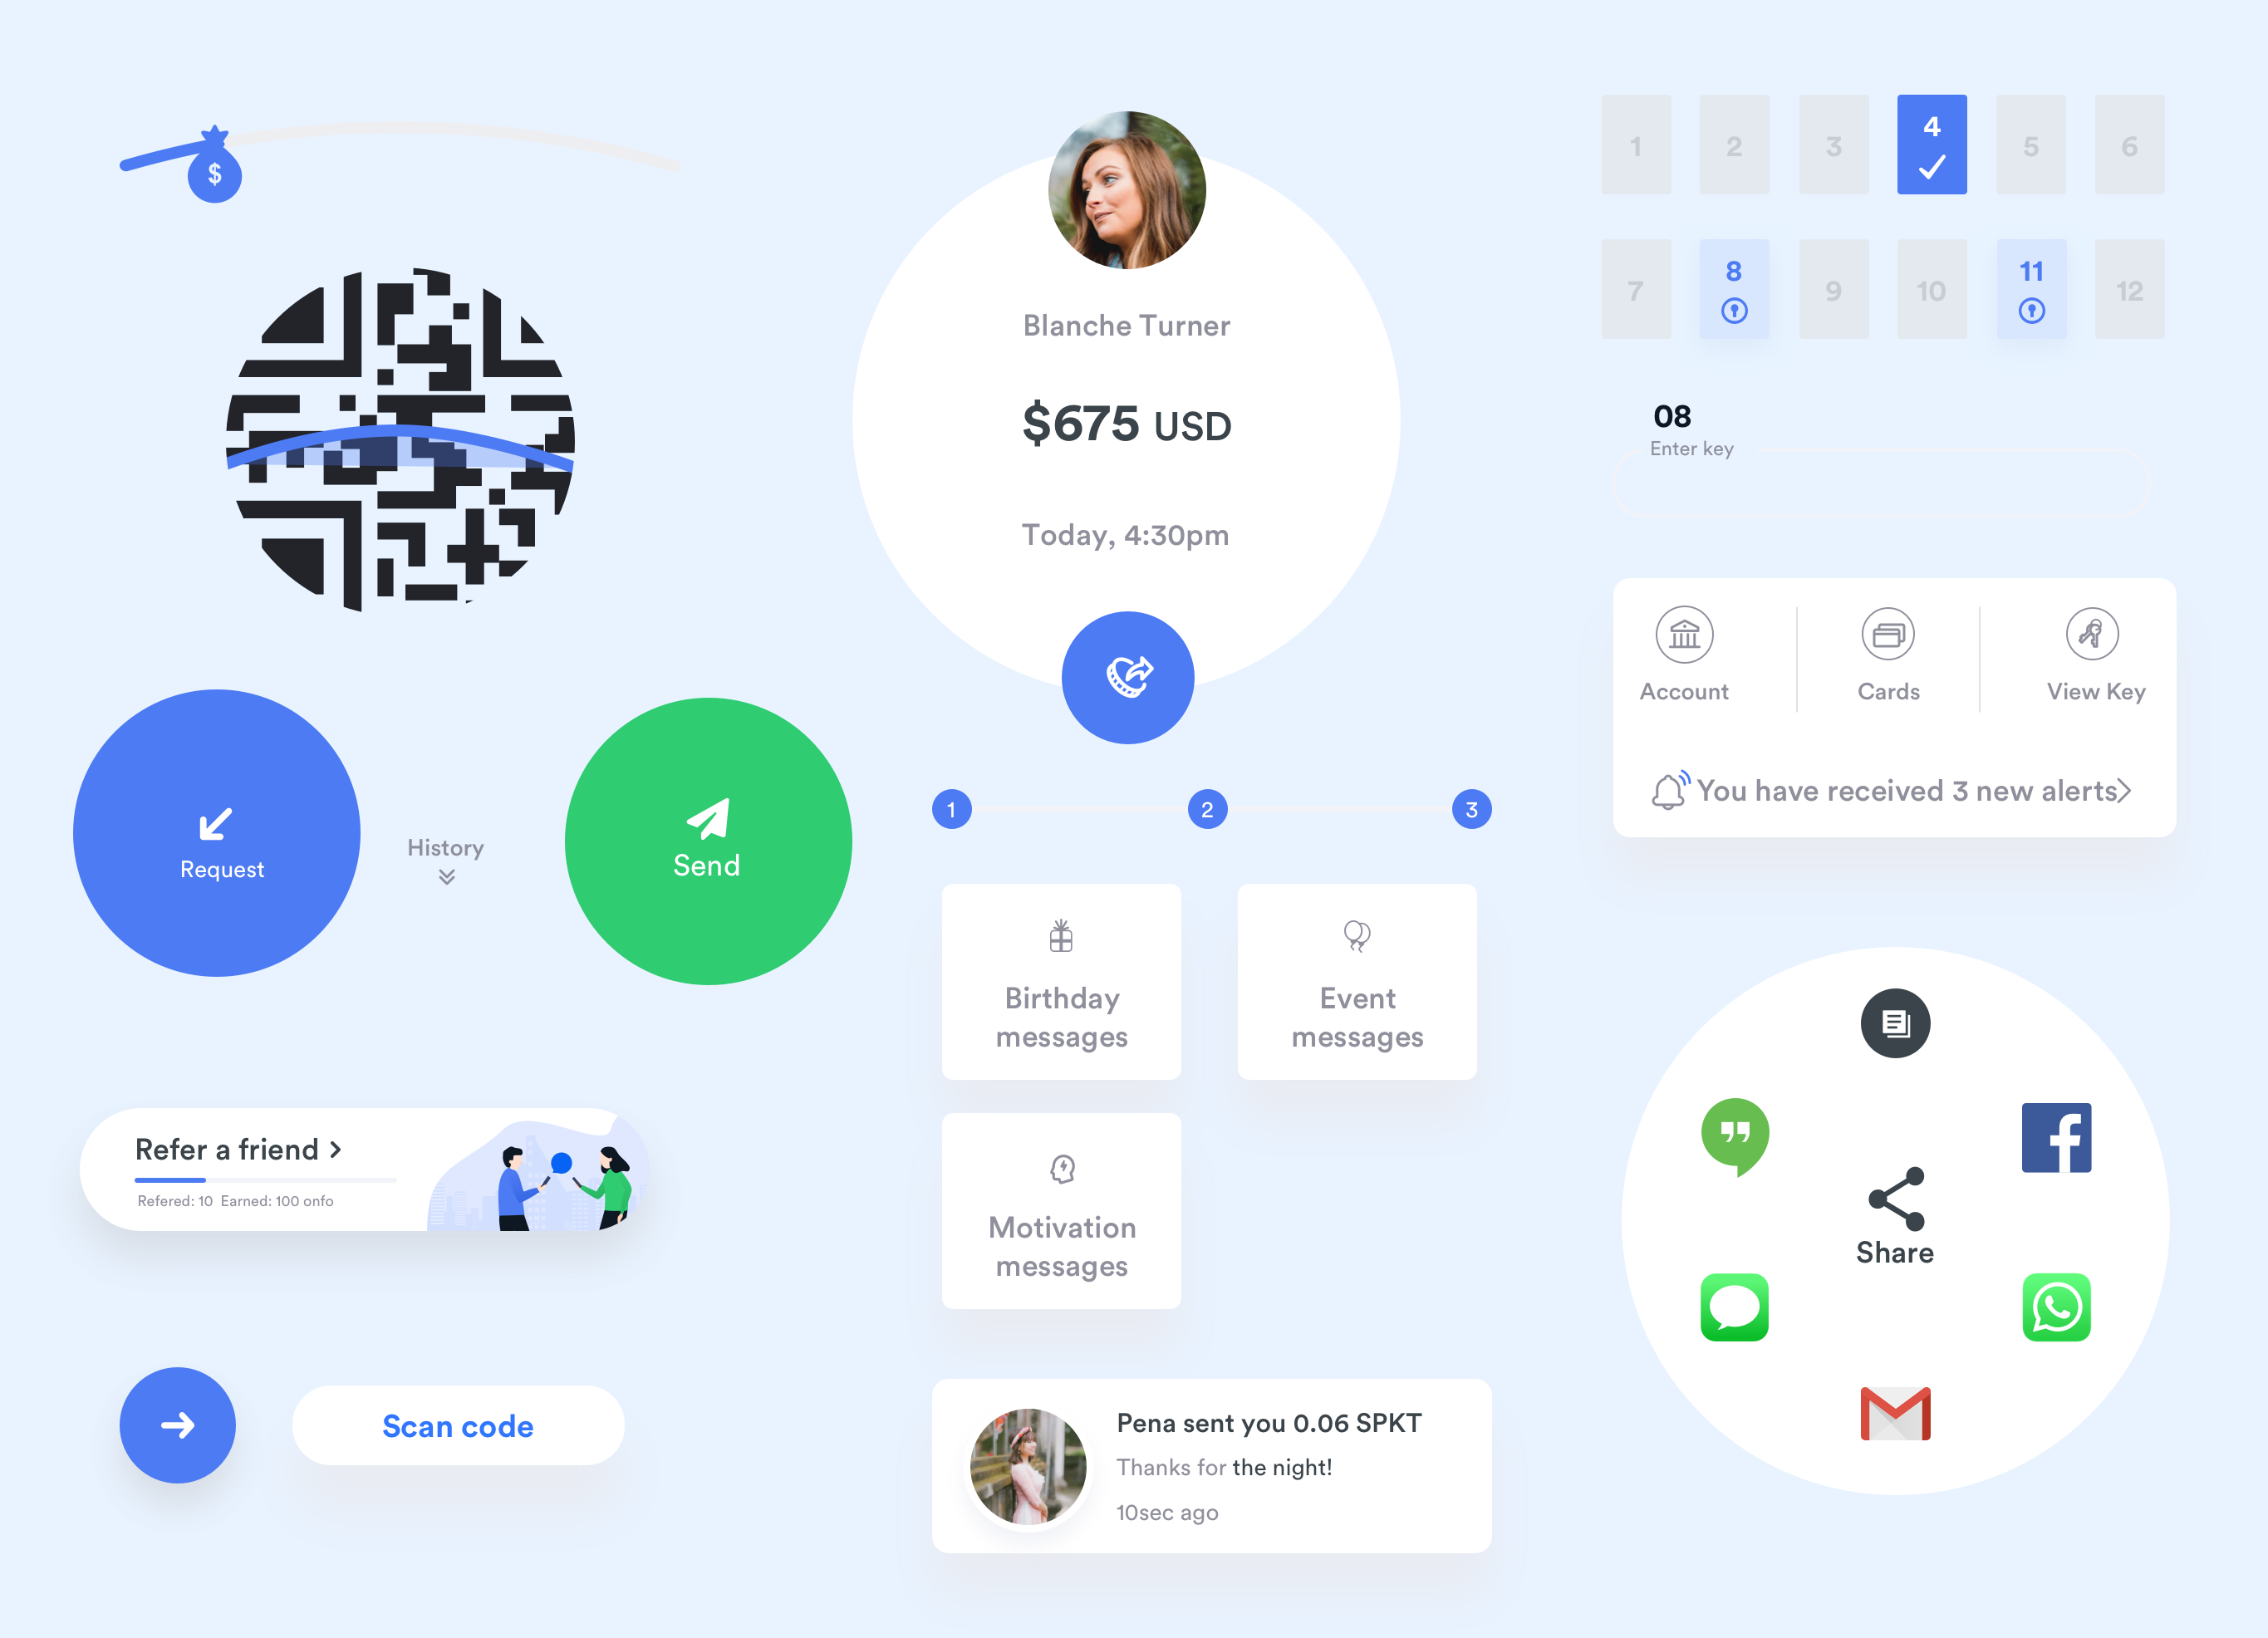 $
Request
History
Send
Refer a friend
Refered: 10 Earned: 100 onfo
Scan code
Blanche Turner
$675 USD
Today, 4:30pm
1 2 3
Birthday
messages
Event
messages
Motivation
messages
Pena sent you 0.06 SPKT
Thanks for the night!
10sec ago
1 2 3 4 5 6
7 8 9 10 11 12
08
Enter key
Account Cards View Key
You have received 3 new alerts
Share